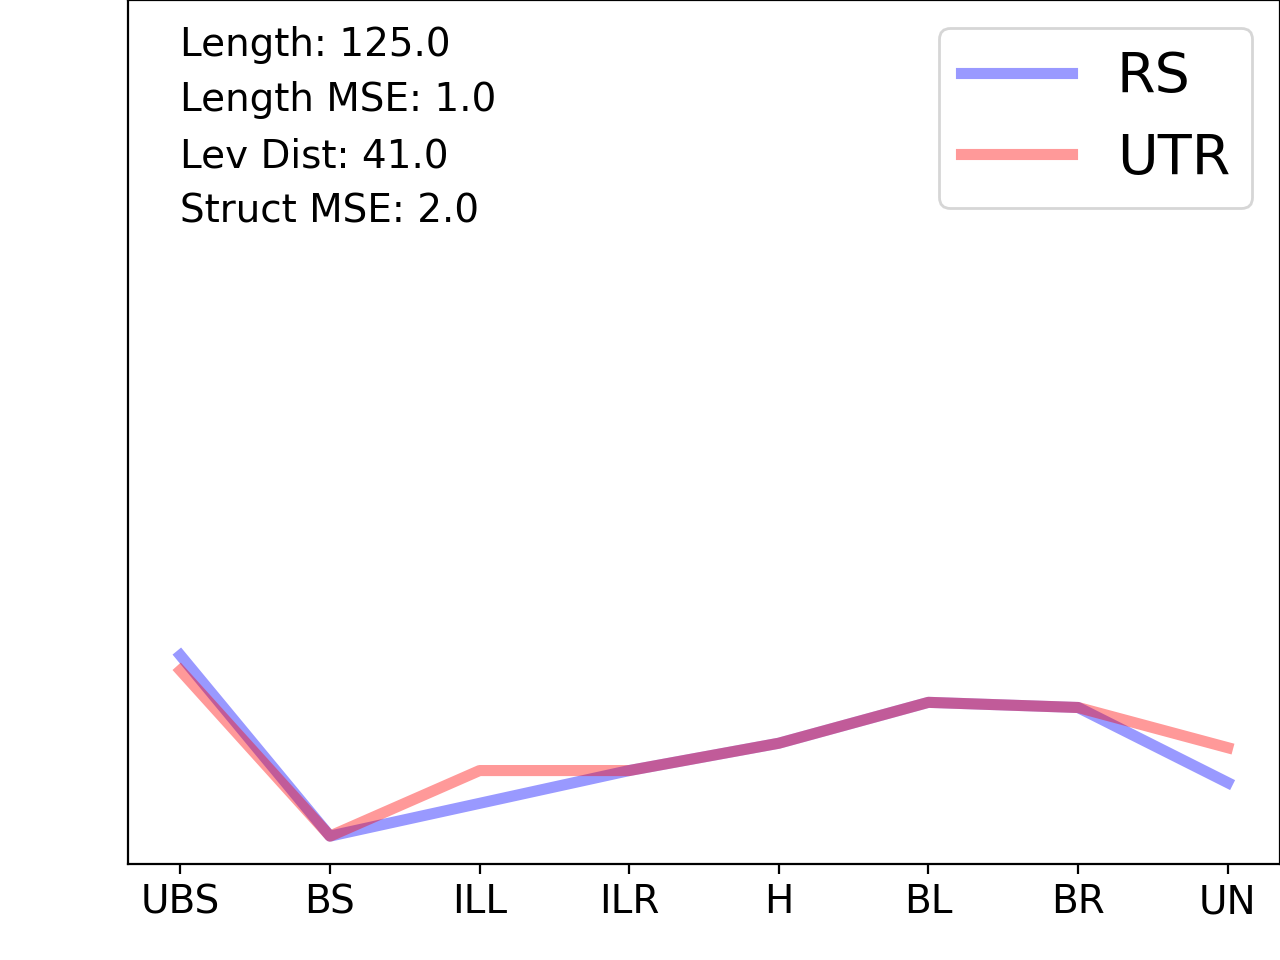 Length: 125.0
Length MSE: 1.0
Lev Dist: 41.0
Struct MSE: 2.0
RS
UTR
UBS BS ILL ILR H BL BR UN